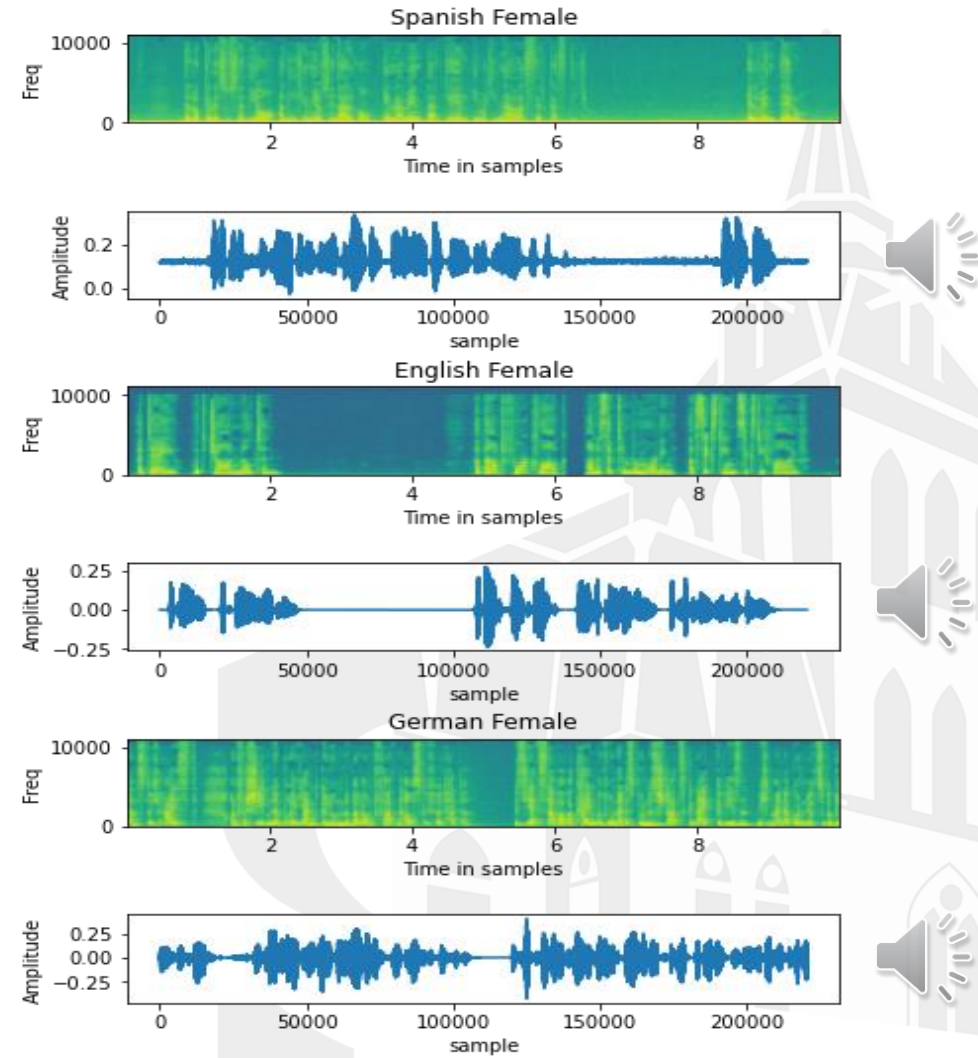 Spanish Female
10000
Freq
0
2 4 6 8
Time in samples
Amplitude
0.2
0.0
0 50000 100000 150000 200000
sample
English Female
10000
Freq
0
2 4 6 8
Time in samples
Amplitude
0.25
0.00
−0.25
0 50000 100000 150000 200000
sample
German Female
10000
Freq
0
2 4 6 8
Time in samples
Amplitude
0.25
0.00
−0.25
0 50000 100000 150000 200000
sample